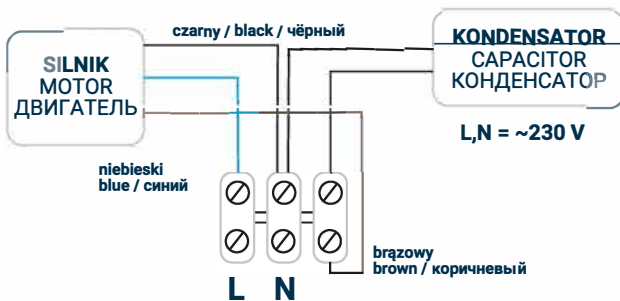 czarny / black / чёрный
SILNIK
MOTOR
ДВИГАТЕЛЬ
KONDENSATOR
CAPACITOR
КОНДЕНСАТОР
L,N = ~230 V
niebieski
blue / синий
brązowy
brown / коричневый
L N